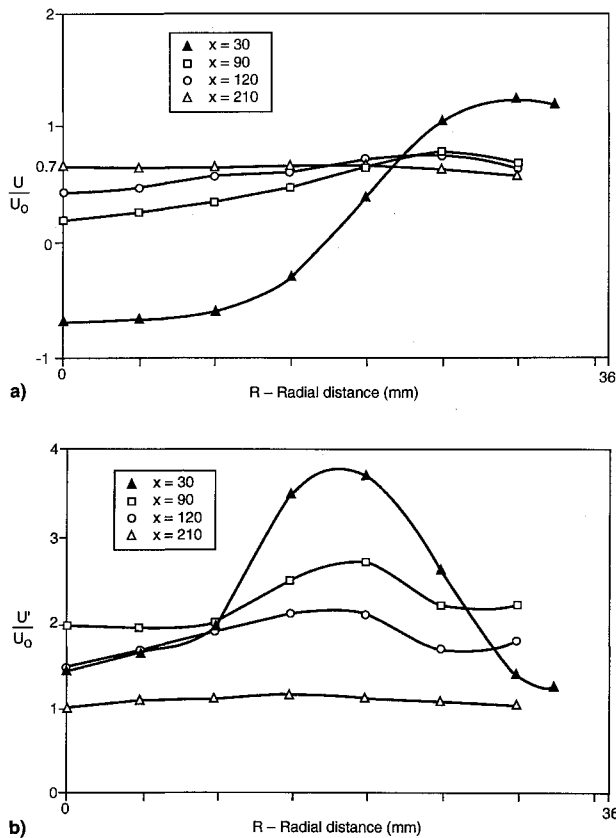 2
x = 30
x = 90
x = 120
x = 210
1
0.7
U
U₀
0
-1
0
36
a)
R – Radial distance (mm)
4
x = 30
x = 90
x = 120
x = 210
3
U'
U₀
2
1
0
0
36
b)
R – Radial distance (mm)